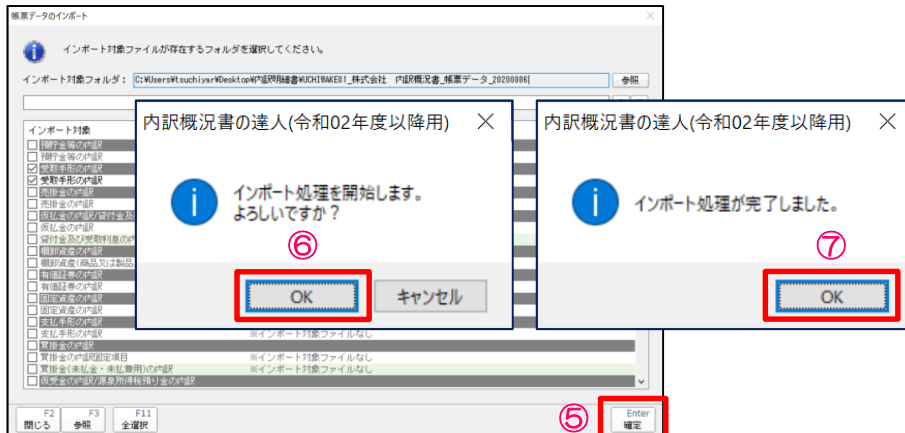 帳票データのインポート
インポート対象ファイルが存在するフォルダを選択してください。
インポート対象フォルダ： C:¥Users¥tsuchiyar¥Desktop¥内訳明細書¥UCHIWAKE01_株式会社　内訳概況書_帳票データ_20200806
参照
インポート対象
預貯金等の内訳
預貯金等の内訳
受取手形の内訳
受取手形の内訳
売掛金の内訳
売掛金の内訳
仮払金の内訳/貸付金及
仮払金の内訳
貸付金及び受取利息の内
棚卸資産の内訳
棚卸資産(商品又は製品
有価証券の内訳
有価証券の内訳
固定資産の内訳
固定資産の内訳
支払手形の内訳
支払手形の内訳 ※インポート対象ファイルなし
買掛金の内訳
買掛金の内訳固定項目 ※インポート対象ファイルなし
買掛金(未払金・未払費用)の内訳 ※インポート対象ファイルなし
仮受金の内訳/源泉所得税預り金の内訳
内訳概況書の達人(令和02年度以降用)
インポート処理を開始します。
よろしいですか？
⑥
OK キャンセル
内訳概況書の達人(令和02年度以降用)
インポート処理が完了しました。
⑦
OK
F2 F3 F11
閉じる 参照 全選択
⑤
Enter
確定